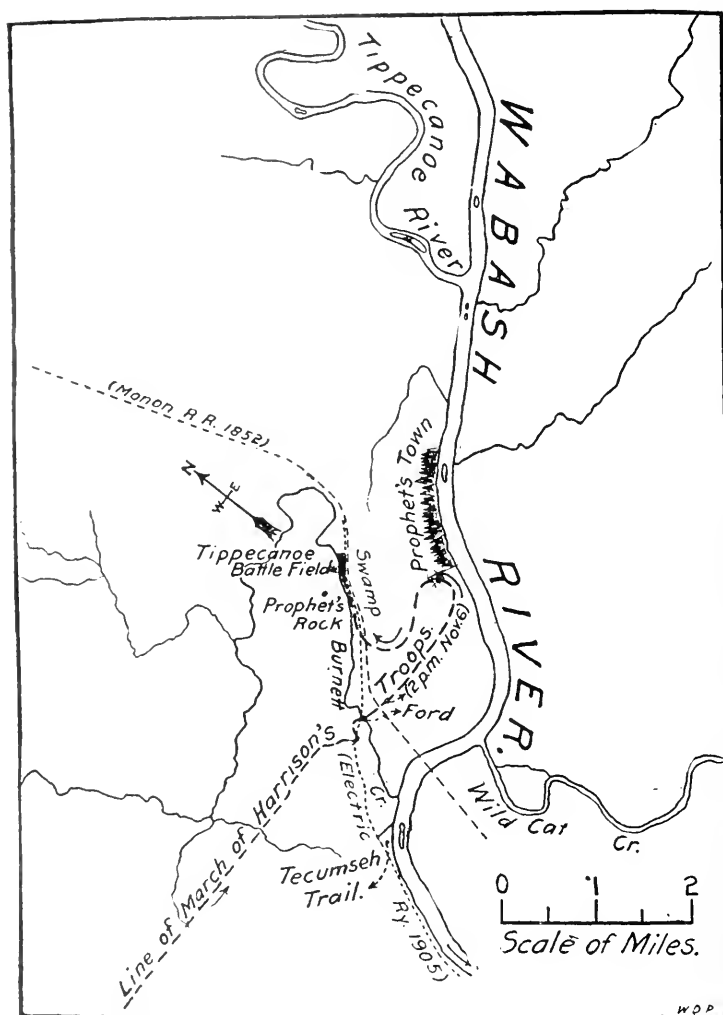 Tippecanoe River
WABASH RIVER.
(Monon R.R. 1852)
N
W-E
Prophet's Town
Tippecanoe
Battle Field
Swamp
Prophet's
Rock
Burnett Cr.
Troops.
(2 p.m. Nov. 6)
Ford
Line of March of Harrison's
(Electric Ry. 1905)
Wild Cat Cr.
Tecumseh
Trail.
0 1 2
Scale of Miles.
W D P